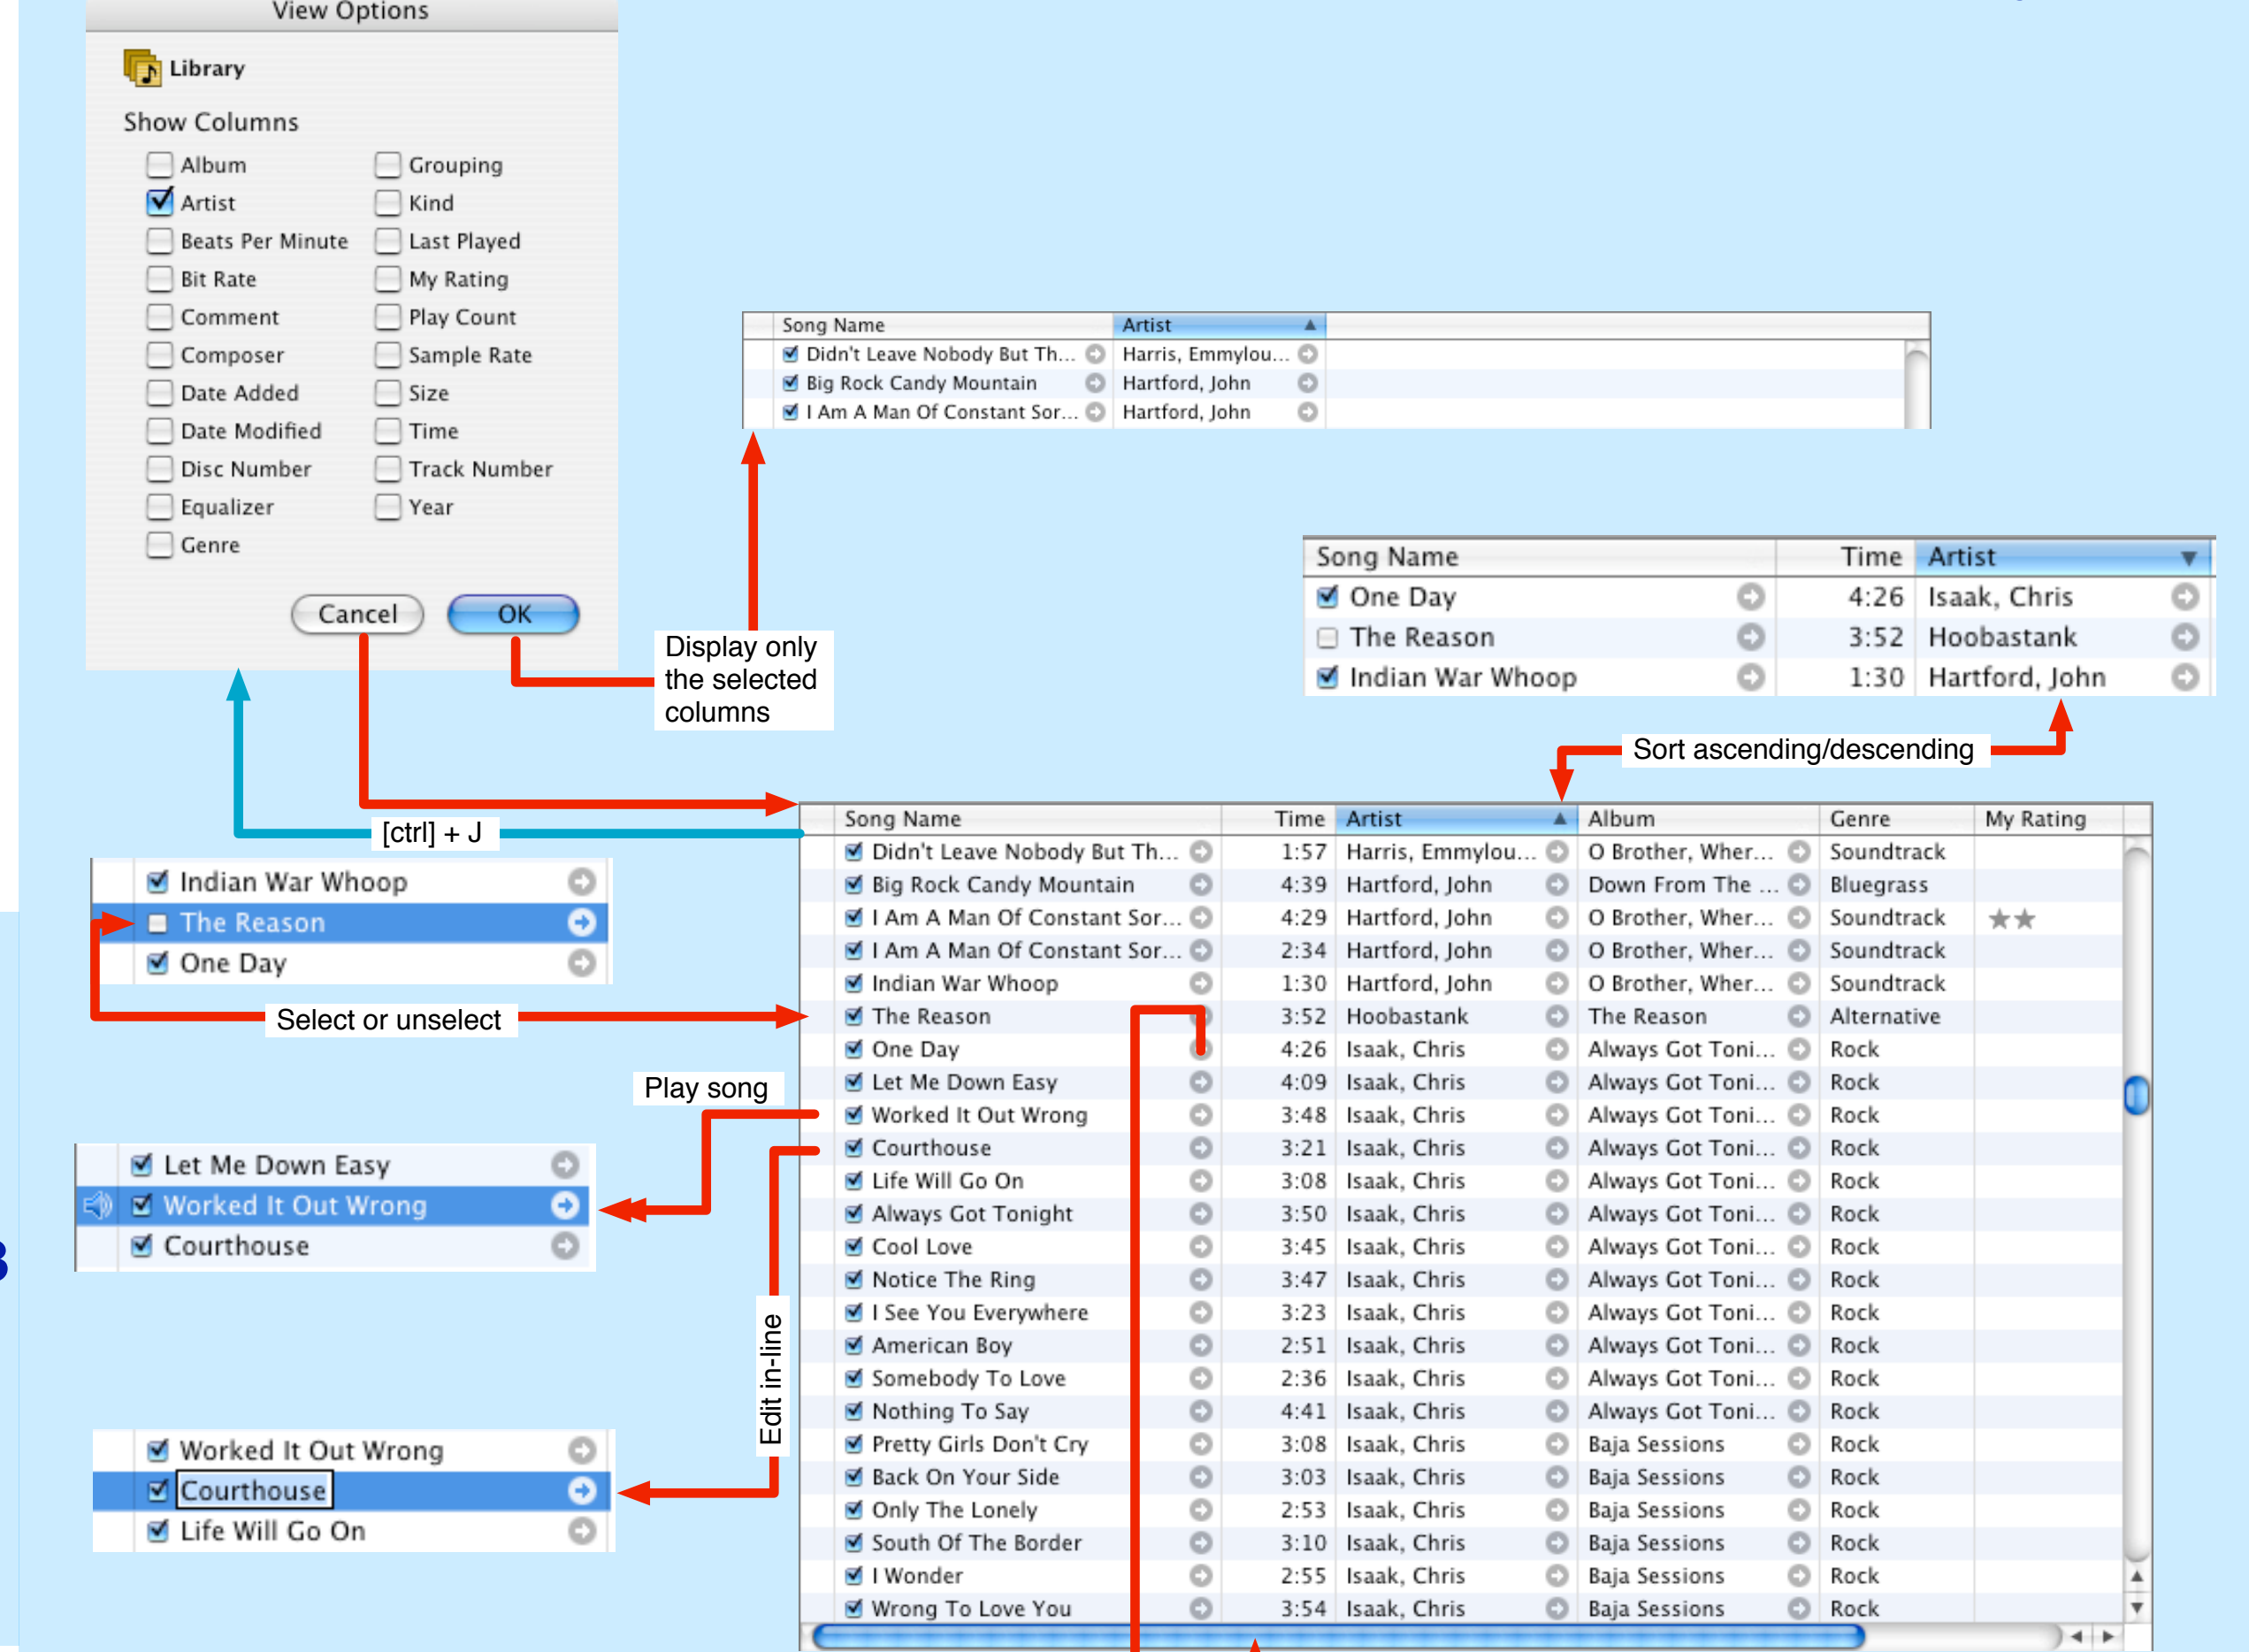 View Options
Library
Show Columns
Album Grouping
Artist Kind
Beats Per Minute Last Played
Bit Rate My Rating
Comment Play Count
Composer Sample Rate
Date Added Size
Date Modified Time
Disc Number Track Number
Equalizer Year
Genre
Cancel OK
Display only
the selected
columns
Song Name Artist
Didn't Leave Nobody But Th... Harris, Emmylou...
Big Rock Candy Mountain Hartford, John
I Am A Man Of Constant Sor... Hartford, John
Song Name Time Artist
One Day 4:26 Isaak, Chris
The Reason 3:52 Hoobastank
Indian War Whoop 1:30 Hartford, John
Sort ascending/descending
[ctrl] + J
Indian War Whoop
The Reason
One Day
Select or unselect
Play song
Let Me Down Easy
Worked It Out Wrong
Courthouse
Edit in-line
Worked It Out Wrong
Courthouse
Life Will Go On
Song Name Time Artist Album Genre My Rating
Didn't Leave Nobody But Th... 1:57 Harris, Emmylou... O Brother, Wher... Soundtrack
Big Rock Candy Mountain 4:39 Hartford, John Down From The ... Bluegrass
I Am A Man Of Constant Sor... 4:29 Hartford, John O Brother, Wher... Soundtrack ★★
I Am A Man Of Constant Sor... 2:34 Hartford, John O Brother, Wher... Soundtrack
Indian War Whoop 1:30 Hartford, John O Brother, Wher... Soundtrack
The Reason 3:52 Hoobastank The Reason Alternative
One Day 4:26 Isaak, Chris Always Got Toni... Rock
Let Me Down Easy 4:09 Isaak, Chris Always Got Toni... Rock
Worked It Out Wrong 3:48 Isaak, Chris Always Got Toni... Rock
Courthouse 3:21 Isaak, Chris Always Got Toni... Rock
Life Will Go On 3:08 Isaak, Chris Always Got Toni... Rock
Always Got Tonight 3:50 Isaak, Chris Always Got Toni... Rock
Cool Love 3:45 Isaak, Chris Always Got Toni... Rock
Notice The Ring 3:47 Isaak, Chris Always Got Toni... Rock
I See You Everywhere 3:23 Isaak, Chris Always Got Toni... Rock
American Boy 2:51 Isaak, Chris Always Got Toni... Rock
Somebody To Love 2:36 Isaak, Chris Always Got Toni... Rock
Nothing To Say 4:41 Isaak, Chris Always Got Toni... Rock
Pretty Girls Don't Cry 3:08 Isaak, Chris Baja Sessions Rock
Back On Your Side 3:03 Isaak, Chris Baja Sessions Rock
Only The Lonely 2:53 Isaak, Chris Baja Sessions Rock
South Of The Border 3:10 Isaak, Chris Baja Sessions Rock
I Wonder 2:55 Isaak, Chris Baja Sessions Rock
Wrong To Love You 3:54 Isaak, Chris Baja Sessions Rock